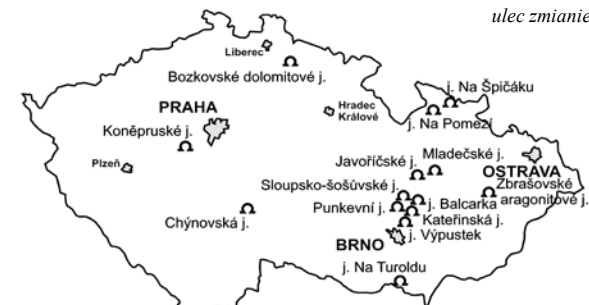 ulec zmianie
Liberec
Bozkovské dolomitové j.
j. Na Špičáku
PRAHA
Hradec
Králové
j. Na Pomezí
Koněpruské j.
Plzeň
Javoříčské j.
Mladečské j.
OSTRAVA
Sloupsko-šošůvské j.
Zbrašovské
aragonitové j.
Punkevní j.
j. Balcarka
Chýnovská j.
Kateřinská j.
j. Výpustek
BRNO
j. Na Turoldu